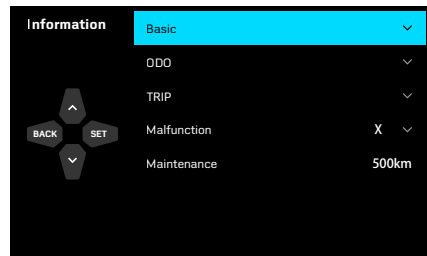 Information
Basic
ODO
TRIP
BACK SET
Malfunction X
Maintenance 500km